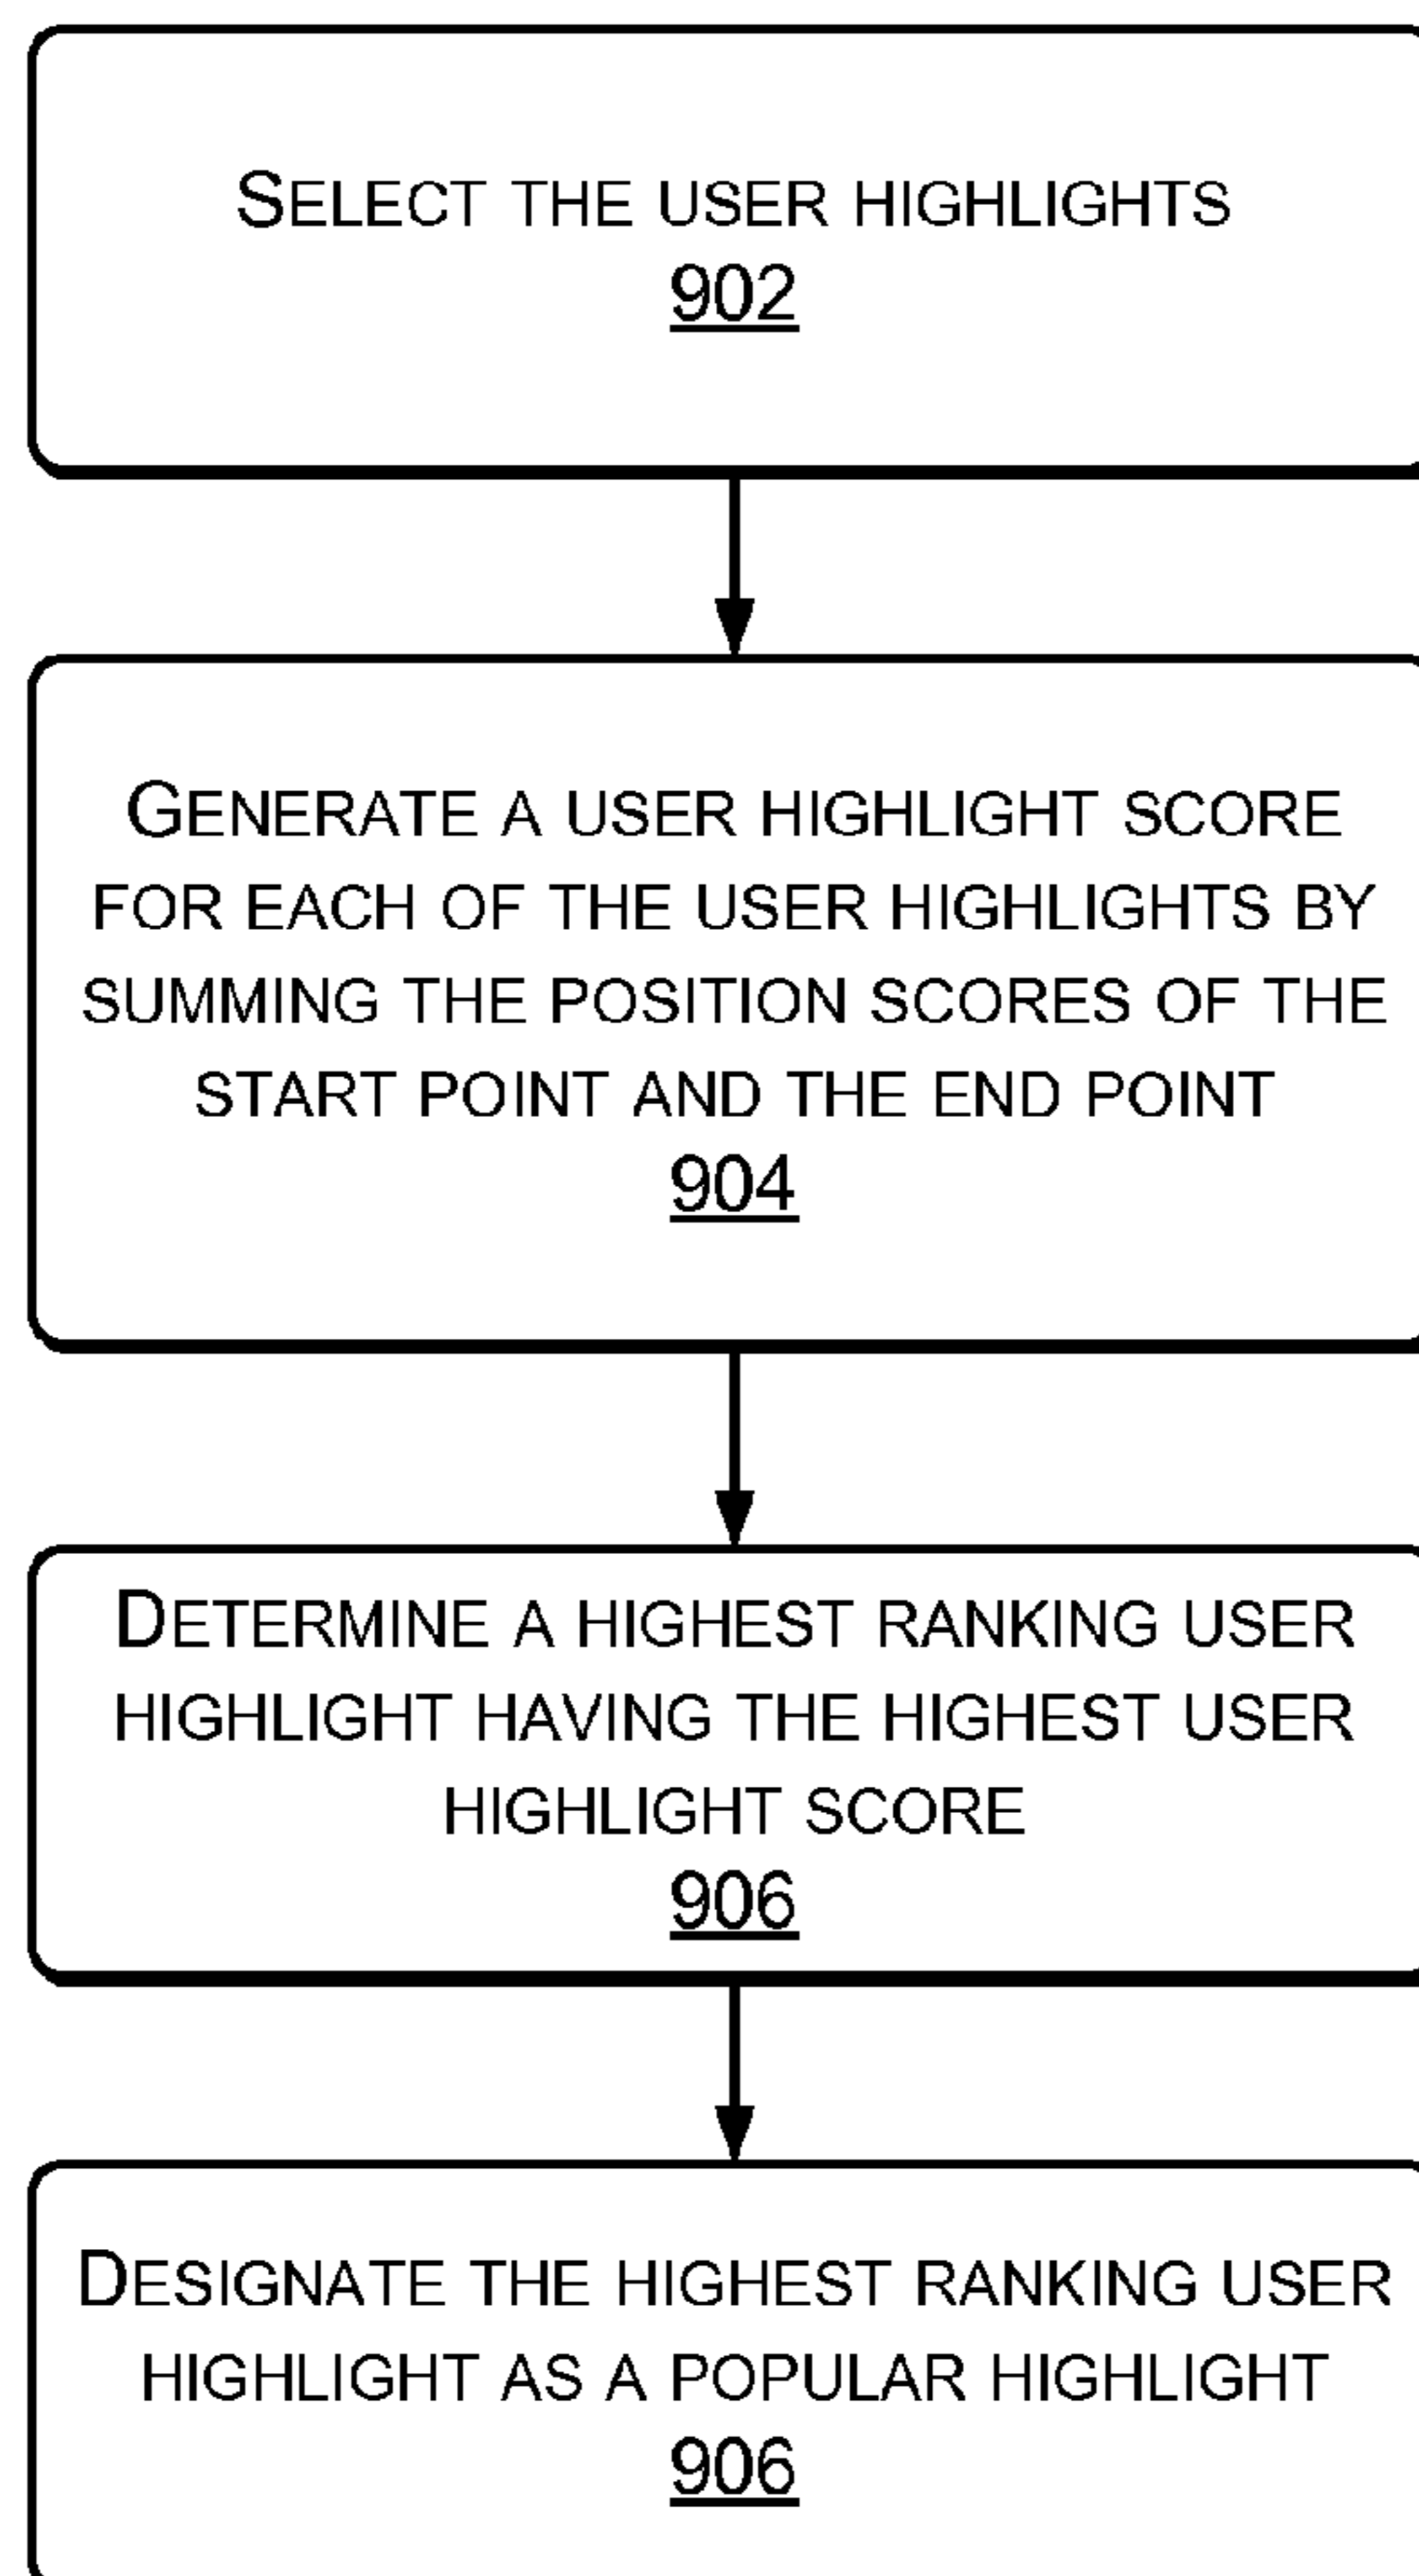 SELECT THE USER HIGHLIGHTS
902
GENERATE A USER HIGHLIGHT SCORE
FOR EACH OF THE USER HIGHLIGHTS BY
SUMMING THE POSITION SCORES OF THE
START POINT AND THE END POINT
904
DETERMINE A HIGHEST RANKING USER
HIGHLIGHT HAVING THE HIGHEST USER
HIGHLIGHT SCORE
906
DESIGNATE THE HIGHEST RANKING USER
HIGHLIGHT AS A POPULAR HIGHLIGHT
906